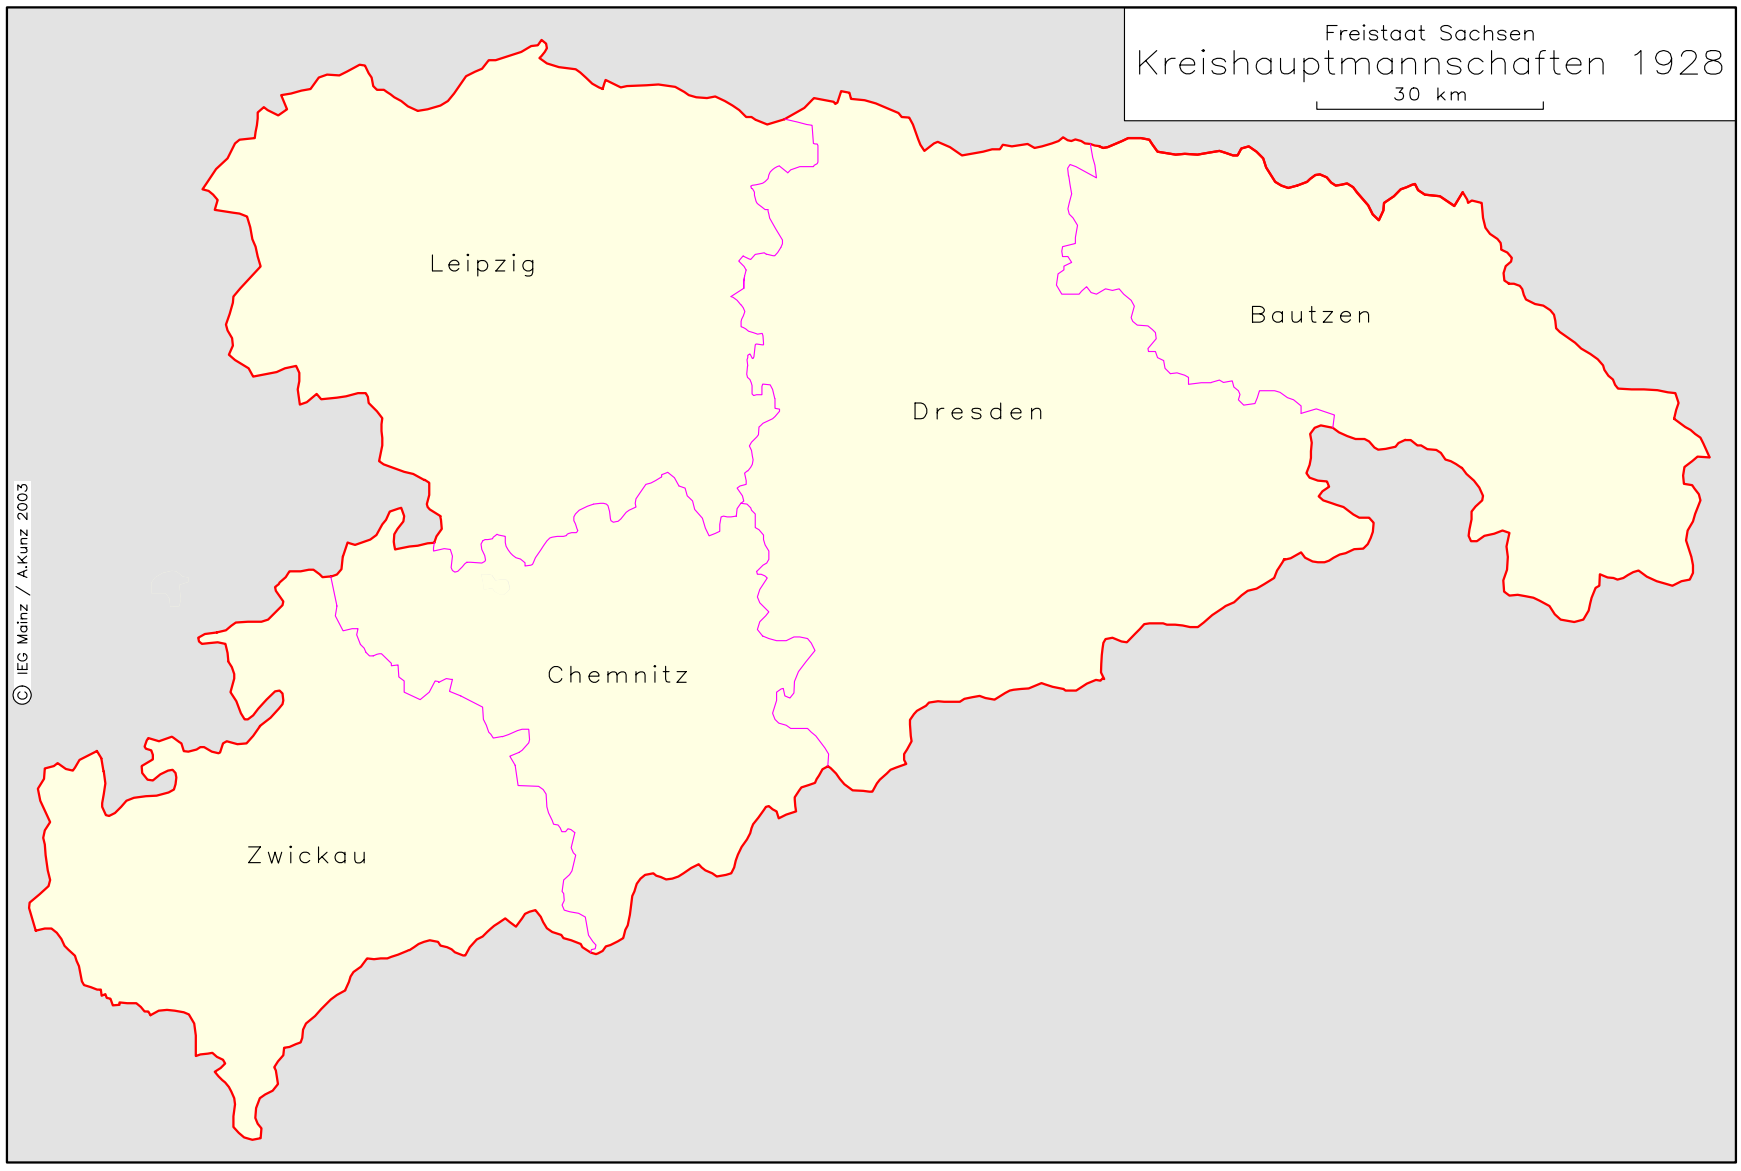 Freistaat Sachsen
Kreishauptmannschaften 1928
30 km
Leipzig
Bautzen
Dresden
Chemnitz
Zwickau
© IEG Mainz / A.Kunz 2003